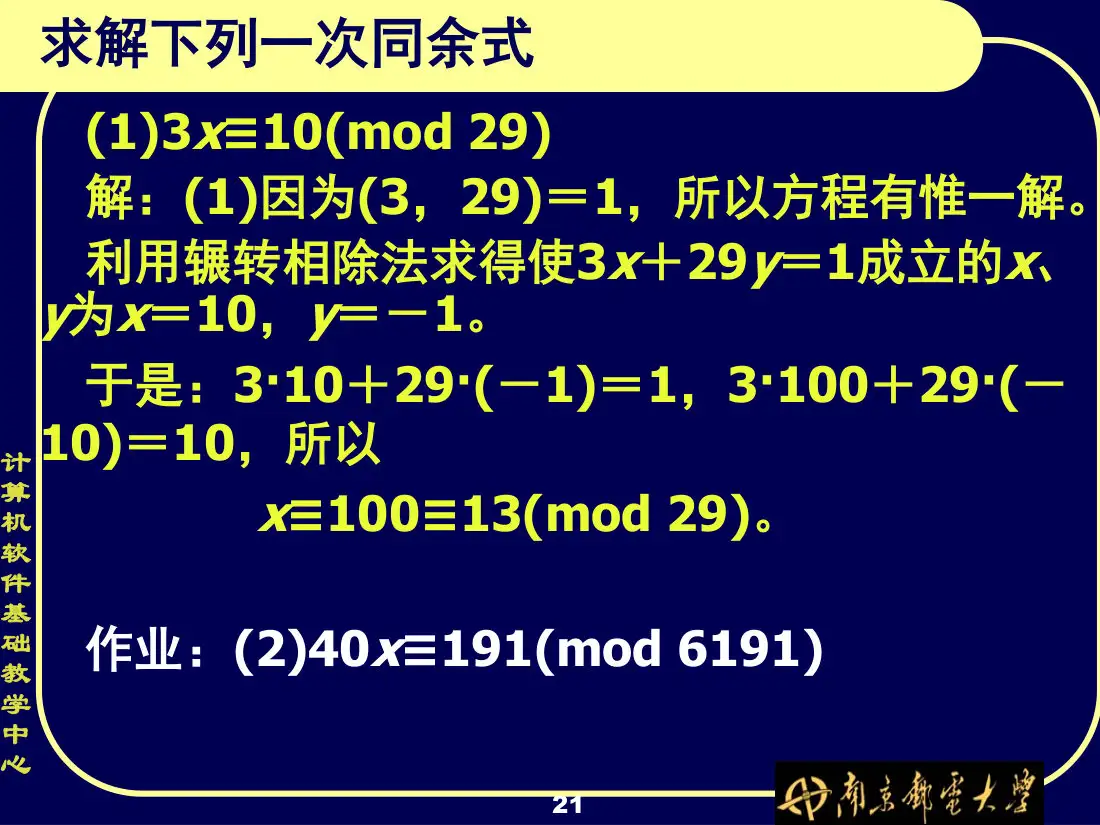 求解下列一次同余式
(1)3x≡10(mod 29)
解：(1)因为(3，29)＝1，所以方程有惟一解。
利用辗转相除法求得使3x＋29y＝1成立的x、
y为x＝10，y＝－1。
于是：3·10＋29·(－1)＝1，3·100＋29·(－
10)＝10，所以
x≡100≡13(mod 29)。
作业：(2)40x≡191(mod 6191)
计算机软件基础教学中心
21
南京邮電大學